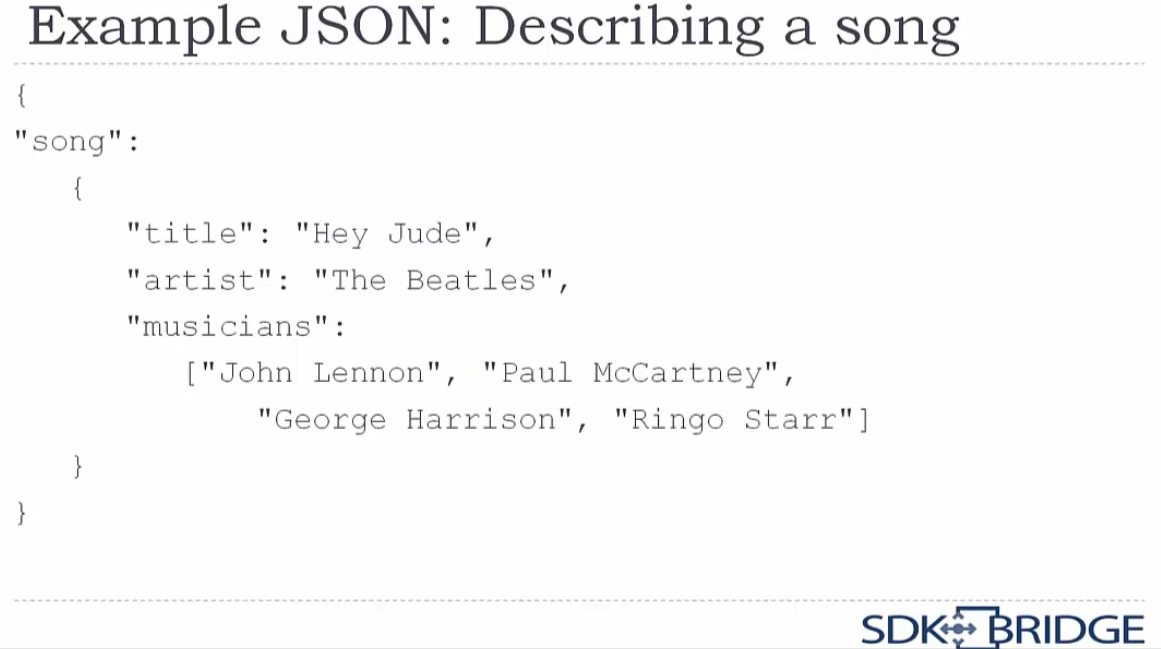 Example JSON: Describing a song
{
"song":
{
"title": "Hey Jude",
"artist": "The Beatles",
"musicians":
["John Lennon", "Paul McCartney",
"George Harrison", "Ringo Starr"]
}
}
SDK BRIDGE